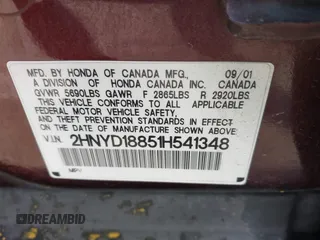 MFD. BY HONDA OF CANADA MFG., 09/01
A DIVISION OF HONDA CANADA INC. CANADA
GVWR 5690LBS GAWR F 2865LBS R 2920LBS
THIS VEHICLE CONFORMS TO ALL APPLICABLE
FEDERAL MOTOR VEHICLE SAFETY AND
THEFT PREVENTION STANDARDS IN EFFECT ON
THE DATE OF MANUFACTURE SHOWN ABOVE.
V.I.N. 2HNYD18851H541348
MPV
DREAMBID